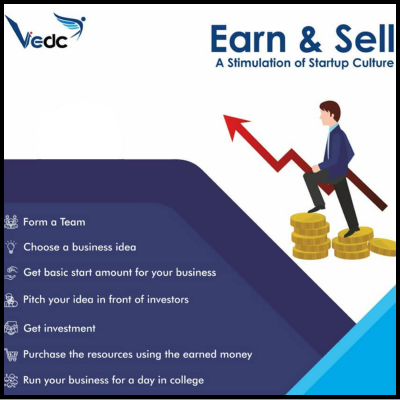 Viedc
Earn & Sell
A Stimulation of Startup Culture
Form a Team
Choose a business idea
Get basic start amount for your business
Pitch your idea in front of investors
Get investment
Purchase the resources using the earned money
Run your business for a day in college